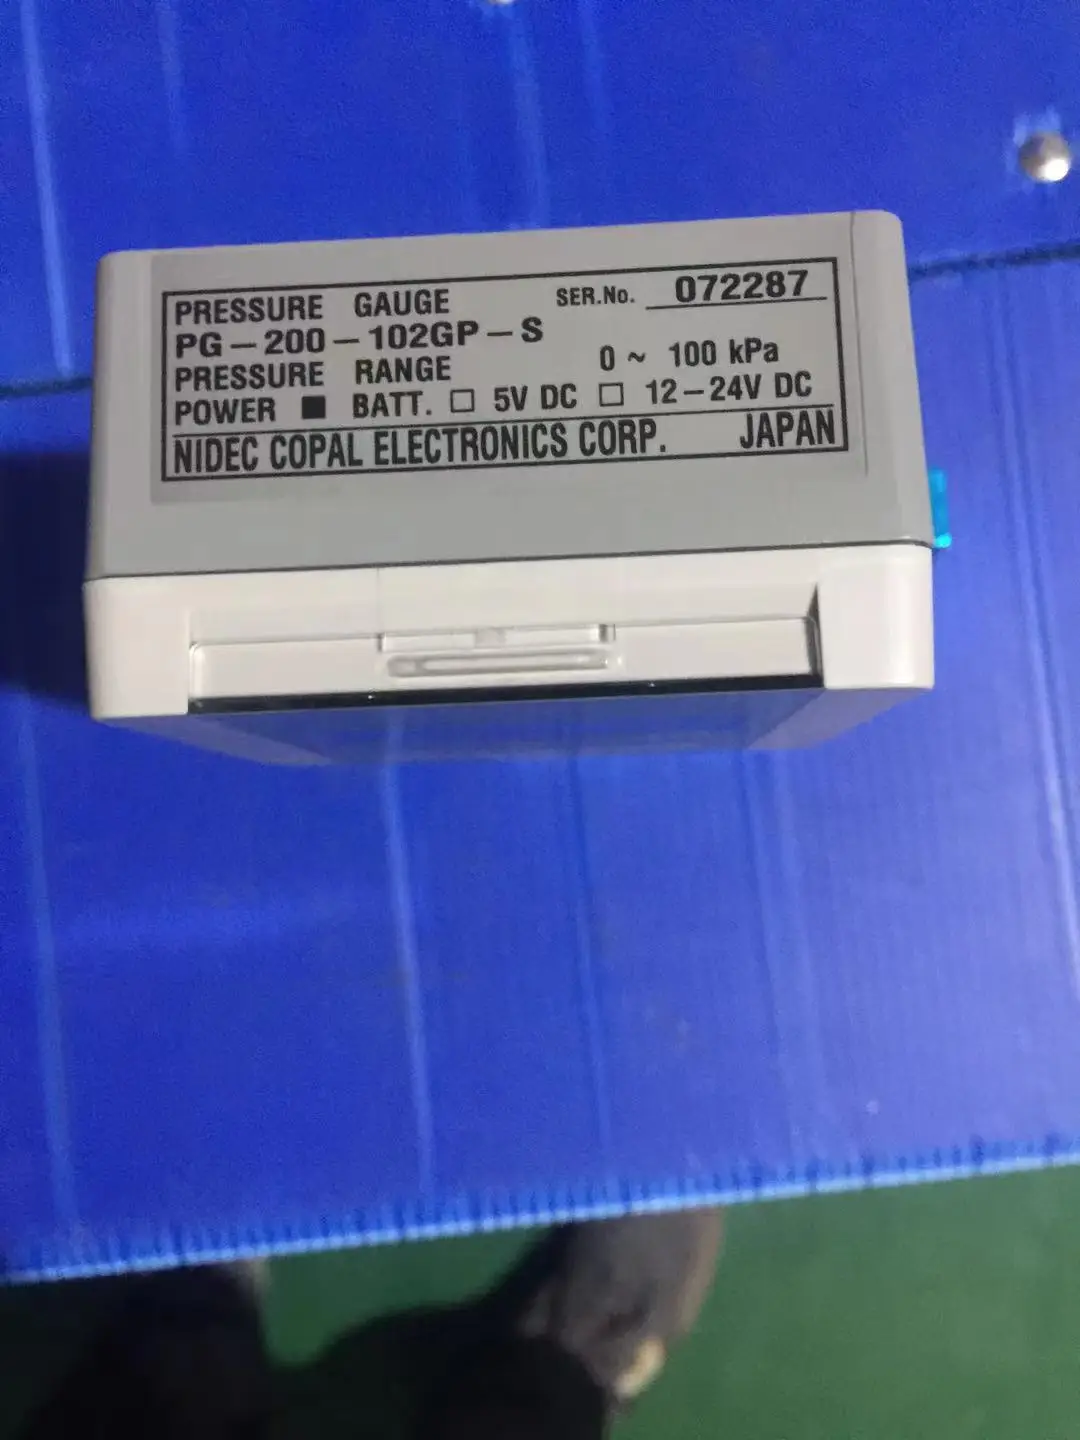 PRESSURE GAUGE SER.No. 072287
PG-200-102GP-S
PRESSURE RANGE 0 ~ 100 kPa
POWER ■ BATT. □ 5V DC □ 12-24V DC
NIDEC COPAL ELECTRONICS CORP. JAPAN